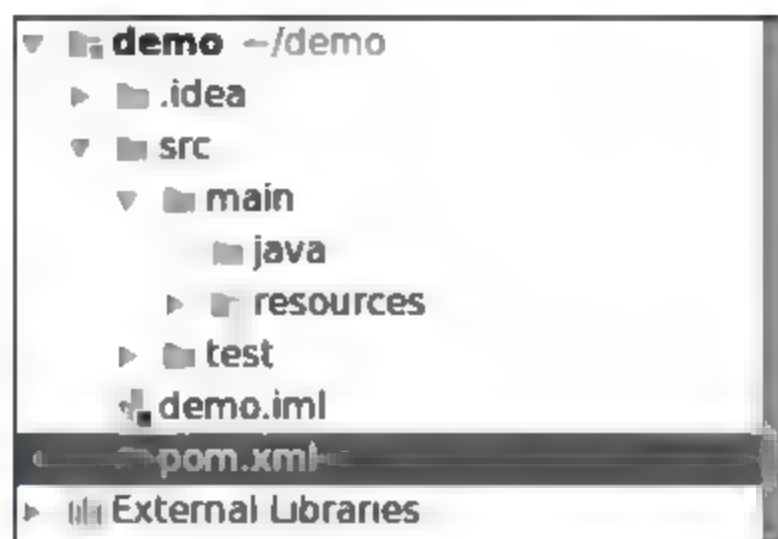 demo ~/demo
.idea
src
main
java
resources
test
demo.iml
pom.xml
External Libraries